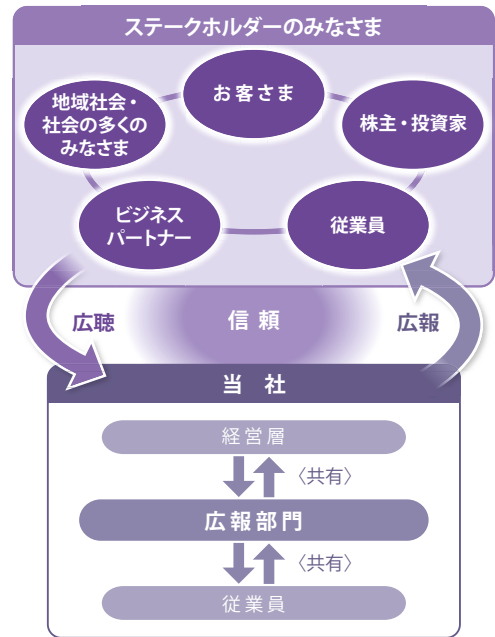 ステークホルダーのみなさま
お客さま
地域社会・
社会の多くの
みなさま
株主・投資家
ビジネス
パートナー
従業員
広聴
信頼
広報
当社
経営層
〈共有〉
広報部門
〈共有〉
従業員